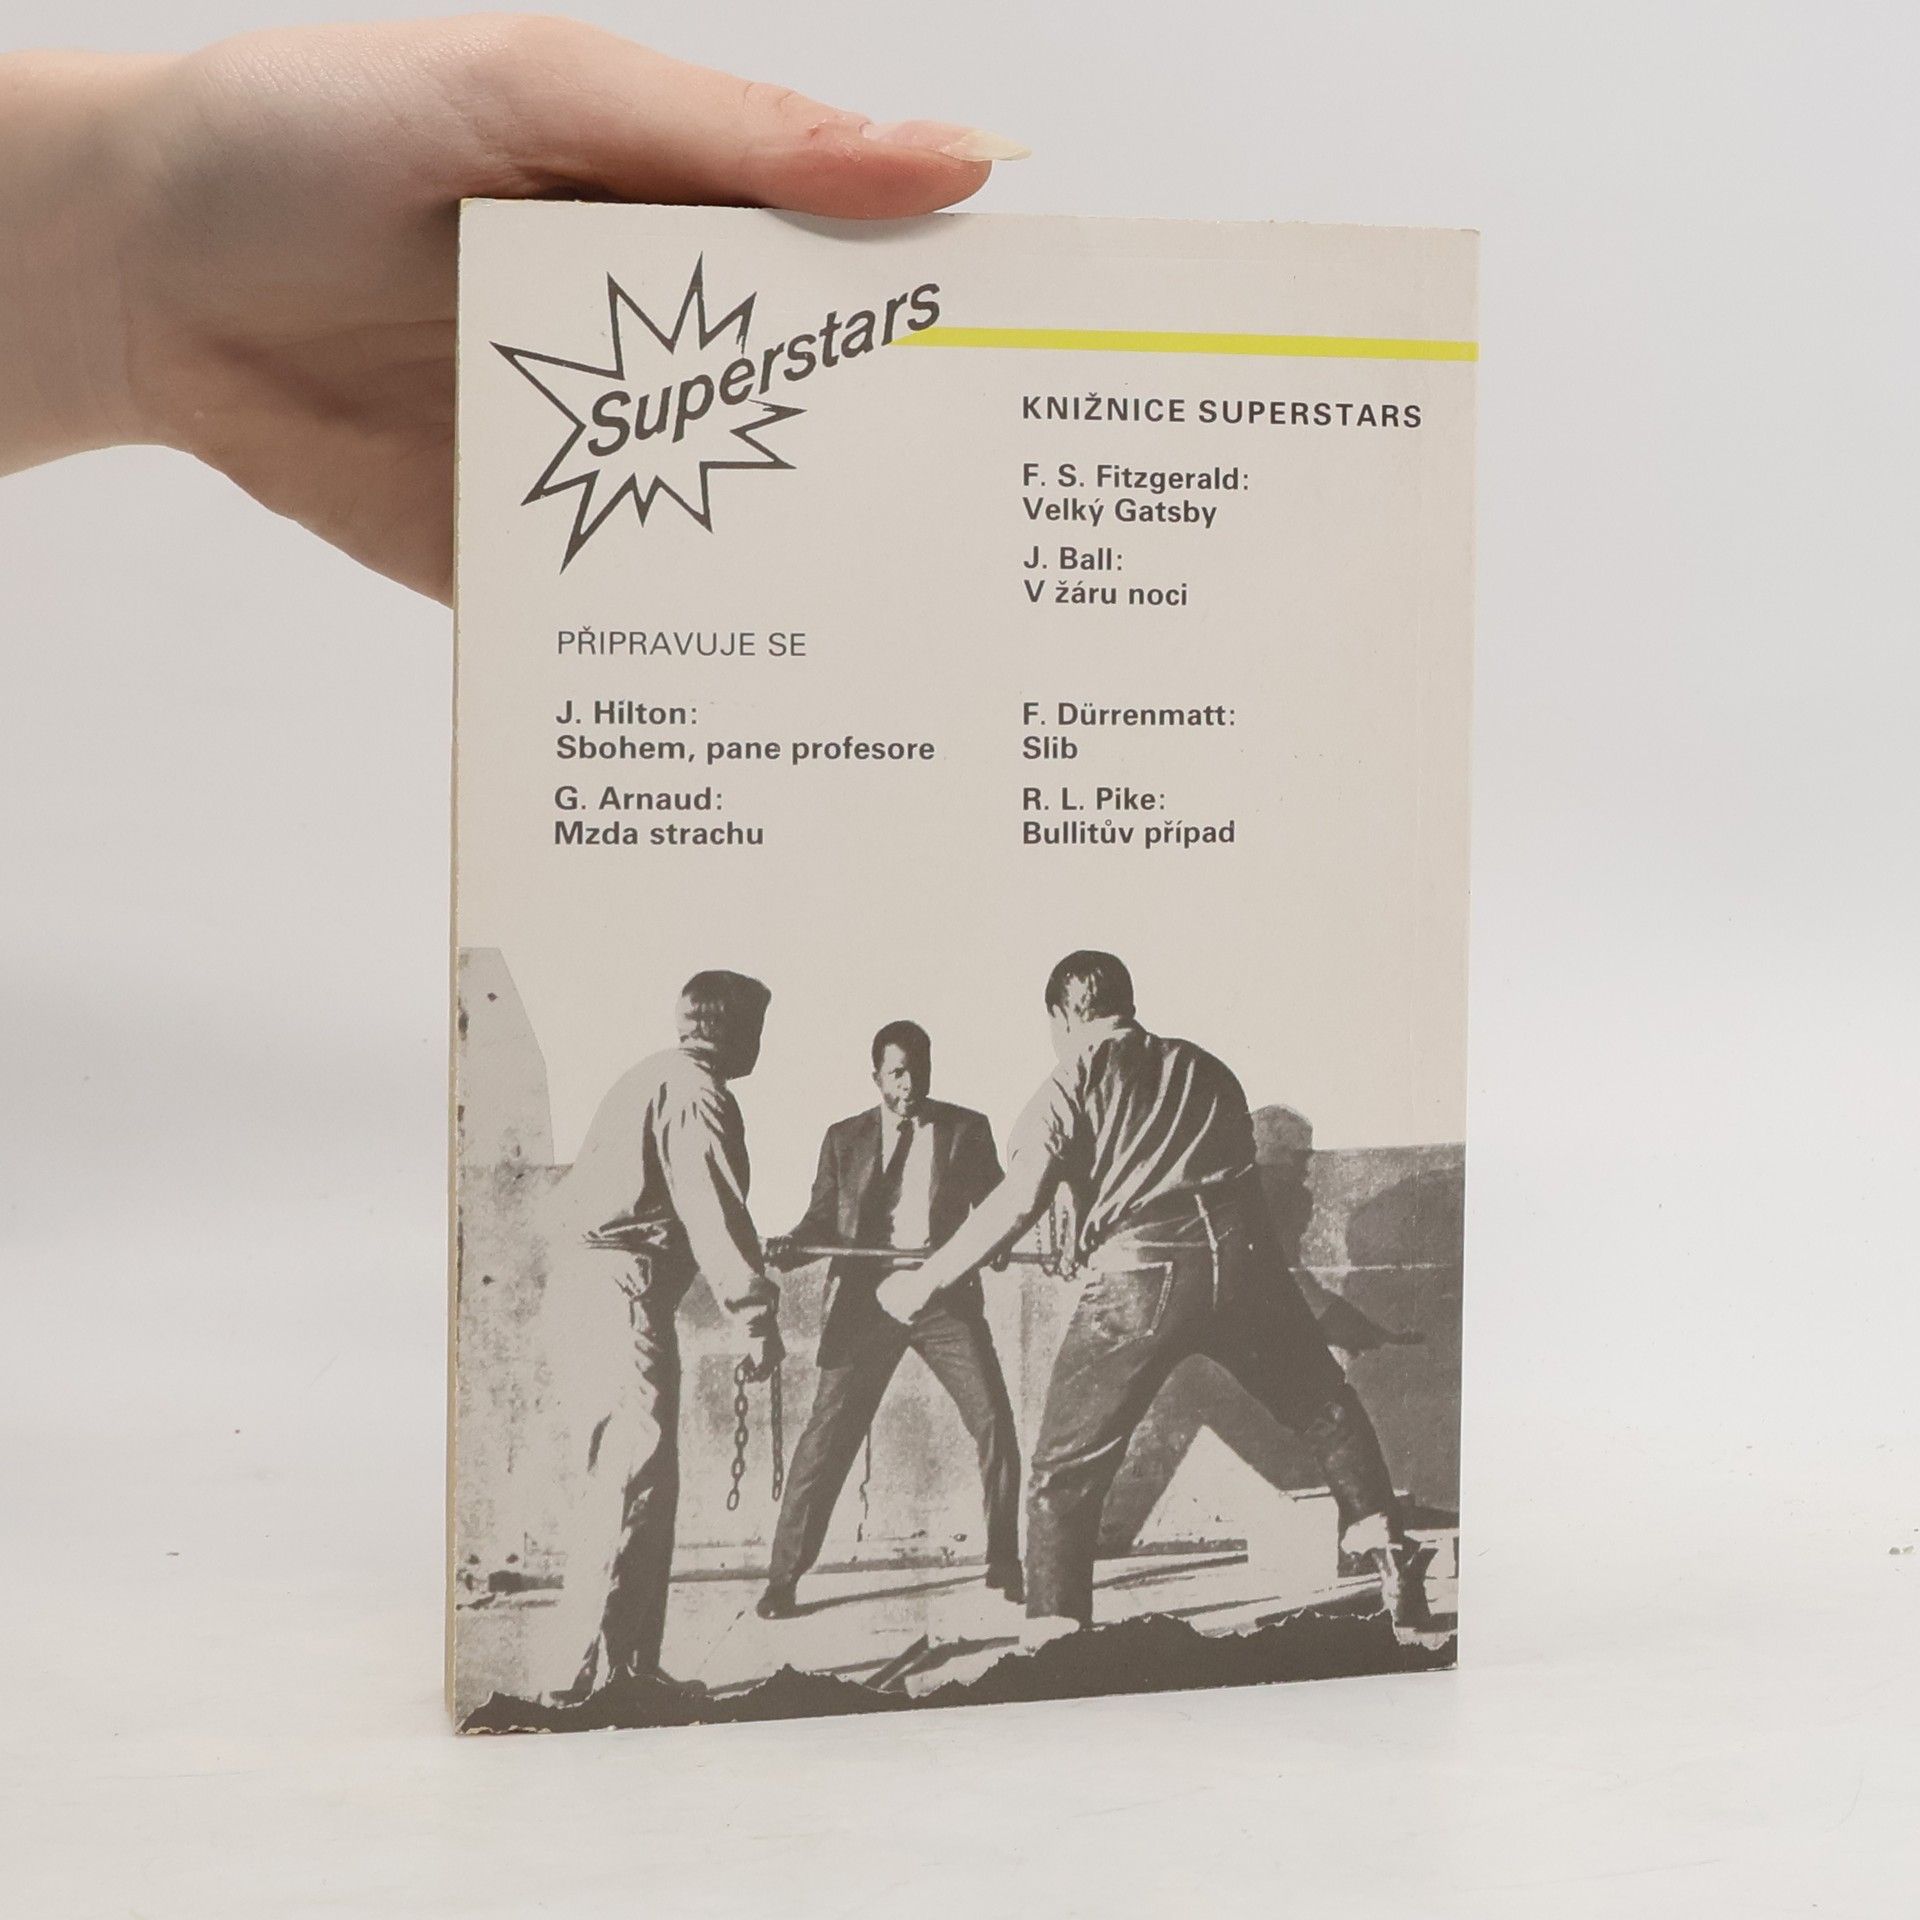 Superstars
KNIŽNICE SUPERSTARS
F. S. Fitzgerald:
Velký Gatsby
J. Ball:
V žáru noci
PŘIPRAVUJE SE
J. Hilton:
Sbohem, pane profesore
G. Arnaud:
Mzda strachu
F. Dürrenmatt:
Slib
R. L. Pike:
Bullitův případ